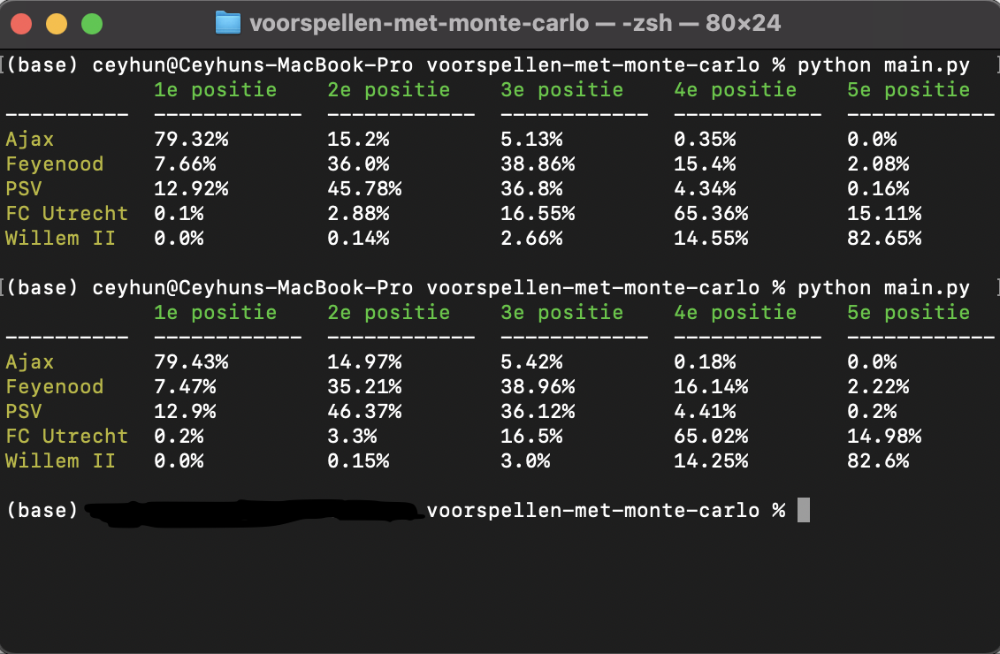 voorspellen-met-monte-carlo — -zsh — 80×24
(base) ceyhun@Ceyhuns-MacBook-Pro voorspellen-met-monte-carlo % python main.py
1e positie 2e positie 3e positie 4e positie 5e positie
---------- ------------ ------------ ------------ ------------ ------------
Ajax 79.32% 15.2% 5.13% 0.35% 0.0%
Feyenood 7.66% 36.0% 38.86% 15.4% 2.08%
PSV 12.92% 45.78% 36.8% 4.34% 0.16%
FC Utrecht 0.1% 2.88% 16.55% 65.36% 15.11%
Willem II 0.0% 0.14% 2.66% 14.55% 82.65%
(base) ceyhun@Ceyhuns-MacBook-Pro voorspellen-met-monte-carlo % python main.py
1e positie 2e positie 3e positie 4e positie 5e positie
---------- ------------ ------------ ------------ ------------ ------------
Ajax 79.43% 14.97% 5.42% 0.18% 0.0%
Feyenood 7.47% 35.21% 38.96% 16.14% 2.22%
PSV 12.9% 46.37% 36.12% 4.41% 0.2%
FC Utrecht 0.2% 3.3% 16.5% 65.02% 14.98%
Willem II 0.0% 0.15% 3.0% 14.25% 82.6%
(base) voorspellen-met-monte-carlo %